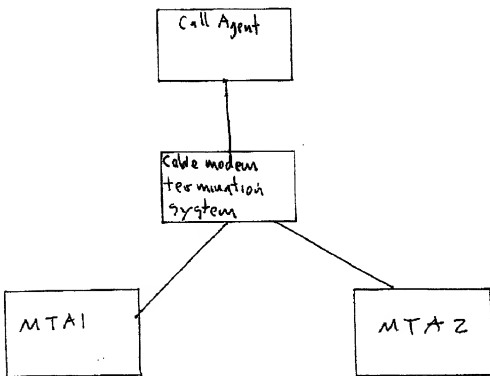 Call Agent
Cable modem
termination
system
MTA1
MTA2